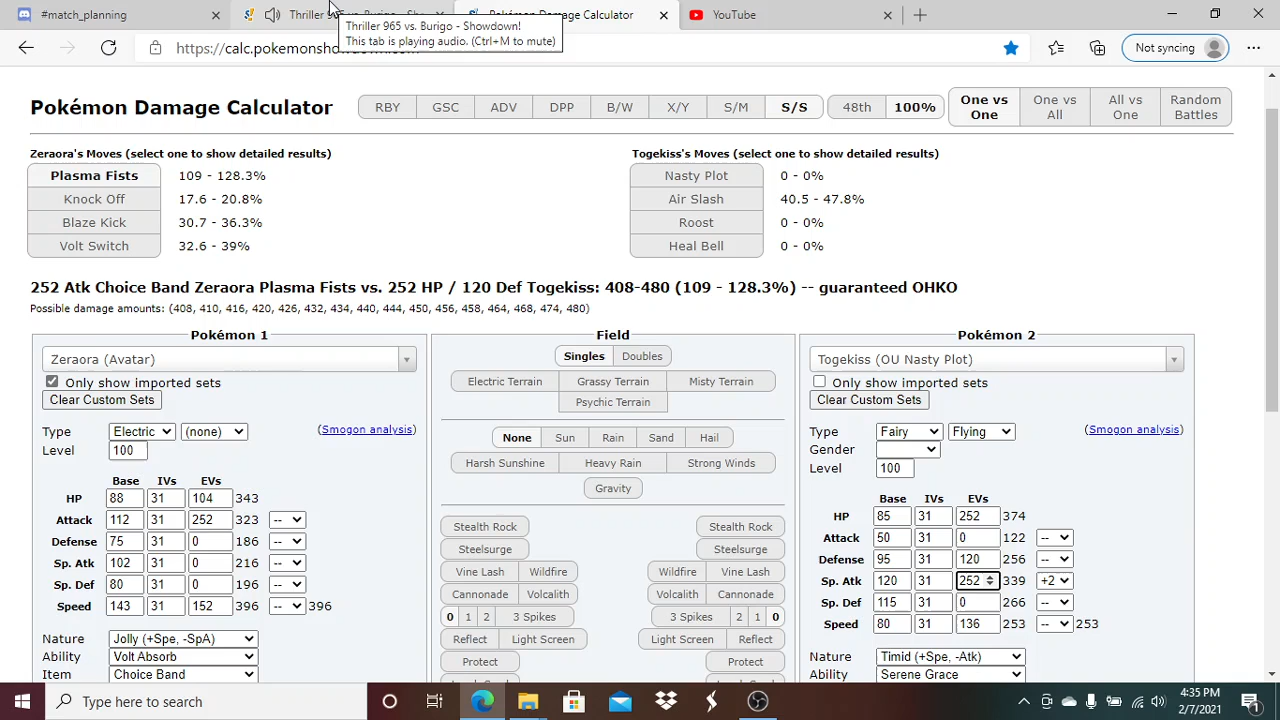 #match_planning
Thriller
Pokémon Damage Calculator
YouTube
Thriller 965 vs. Burigo - Showdown!
This tab is playing audio. (Ctrl+M to mute)
Not syncing
Pokémon Damage Calculator
RBY GSC ADV DPP B/W X/Y S/M S/S 48th 100%
One vs One
One vs All
All vs One
Random Battles
Zeraora's Moves (select one to show detailed results)
Togekiss's Moves (select one to show detailed results)
Plasma Fists 109 - 128.3% Nasty Plot 0 - 0%
Knock Off 17.6 - 20.8% Air Slash 40.5 - 47.8%
Blaze Kick 30.7 - 36.3% Roost 0 - 0%
Volt Switch 32.6 - 39% Heal Bell 0 - 0%
252 Atk Choice Band Zeraora Plasma Fists vs. 252 HP / 120 Def Togekiss: 408-480 (109 - 128.3%) -- guaranteed OHKO
Possible damage amounts: (408, 410, 416, 420, 426, 432, 434, 440, 444, 450, 456, 458, 464, 468, 474, 480)
Pokémon 1
Zeraora (Avatar)
Only show imported sets
Clear Custom Sets
Type Electric (none) (Smogon analysis)
Level 100
Base IVs EVs
HP 88 31 104 343
Attack 112 31 252 323 --
Defense 75 31 0 186 --
Sp. Atk 102 31 0 216 --
Sp. Def 80 31 0 196 --
Speed 143 31 152 396 -- 396
Nature Jolly (+Spe, -SpA)
Ability Volt Absorb
Item Choice Band
Field
Singles Doubles
Electric Terrain Grassy Terrain Misty Terrain
Psychic Terrain
None Sun Rain Sand Hail
Harsh Sunshine Heavy Rain Strong Winds
Gravity
Stealth Rock Stealth Rock
Steelsurge Steelsurge
Vine Lash Wildfire Wildfire Vine Lash
Cannonade Volcalith Volcalith Cannonade
0 1 2 3 Spikes 3 Spikes 2 1 0
Reflect Light Screen Light Screen Reflect
Protect Protect
Pokémon 2
Togekiss (OU Nasty Plot)
Only show imported sets
Clear Custom Sets
Type Fairy Flying (Smogon analysis)
Gender
Level 100
Base IVs EVs
HP 85 31 252 374
Attack 50 31 0 122 --
Defense 95 31 120 256 --
Sp. Atk 120 31 252 339 +2
Sp. Def 115 31 0 266 --
Speed 80 31 136 253 -- 253
Nature Timid (+Spe, -Atk)
Ability Serene Grace
Type here to search
4:35 PM
2/7/2021
1